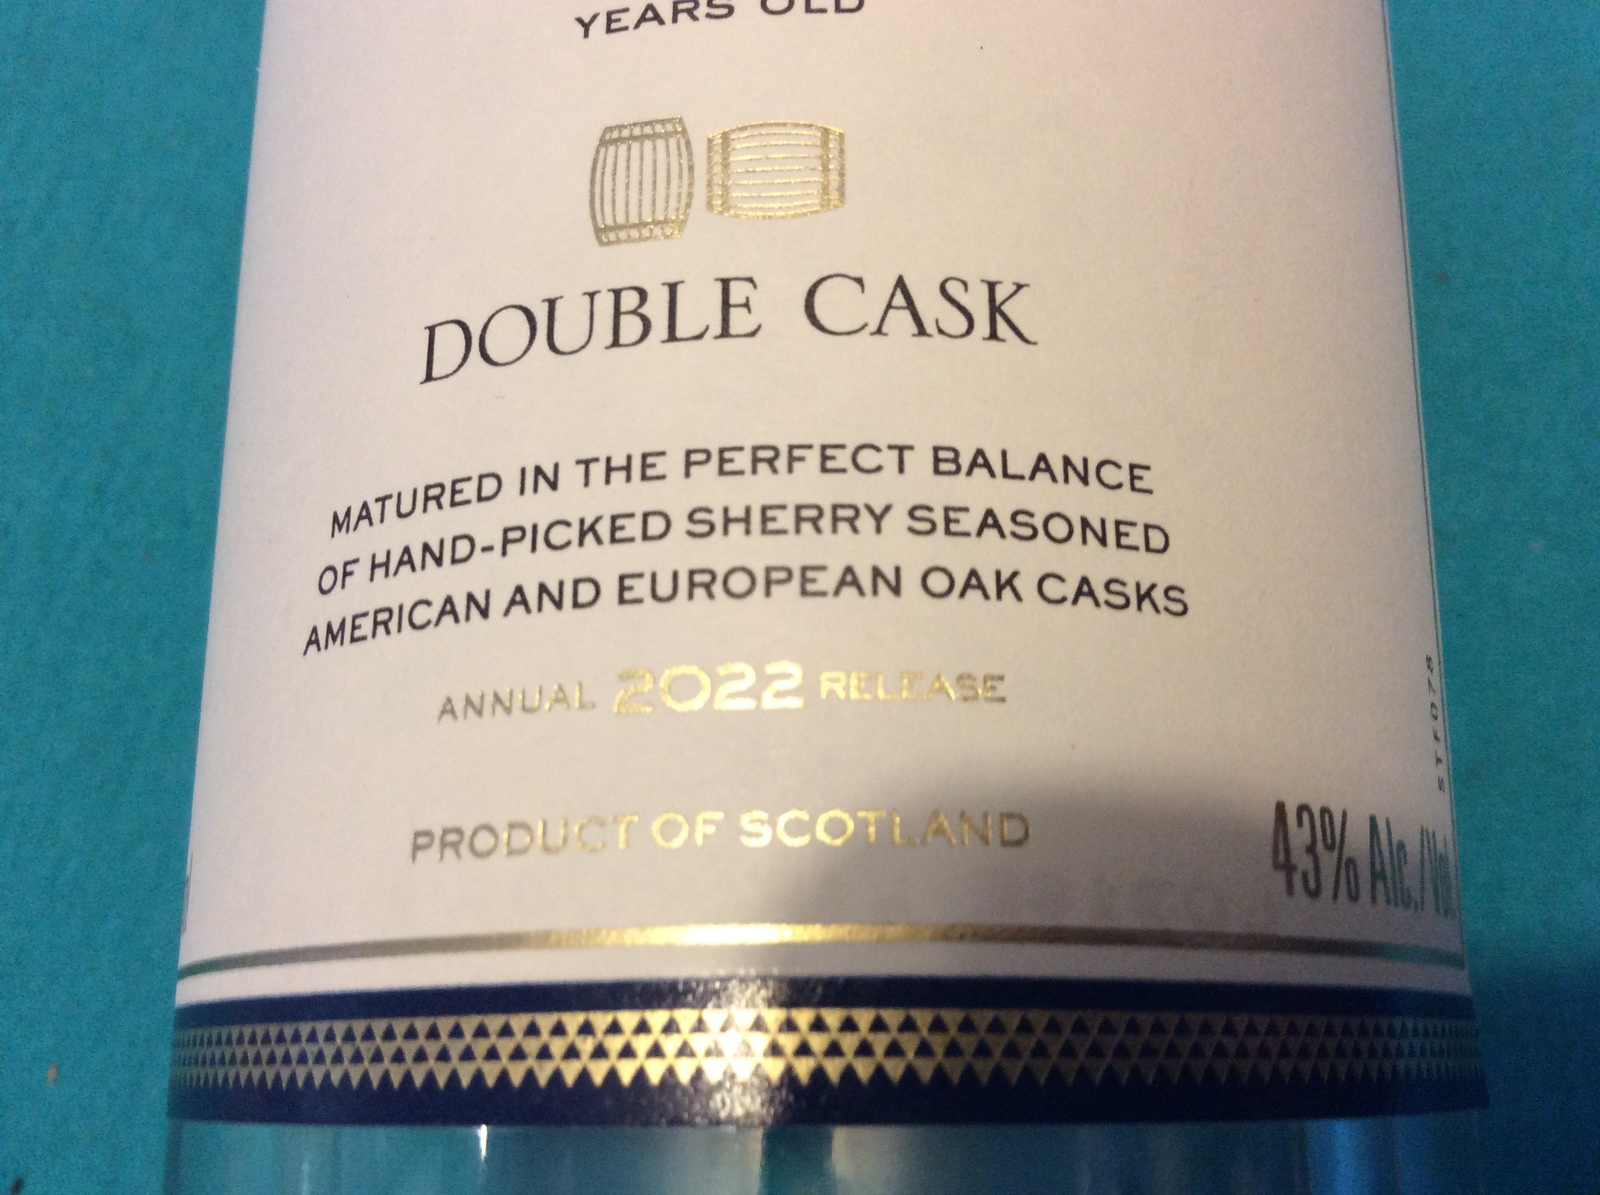 YEARS OLD
DOUBLE CASK
MATURED IN THE PERFECT BALANCE
OF HAND-PICKED SHERRY SEASONED
AMERICAN AND EUROPEAN OAK CASKS
ANNUAL 2022 RELEASE
PRODUCT OF SCOTLAND
43% Alc./Vol.
STF078